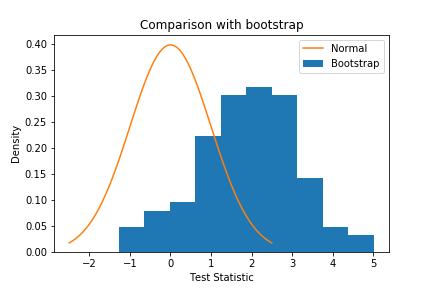 Comparison with bootstrap
Normal
Bootstrap
0.40
0.35
0.30
0.25
0.20
0.15
0.10
0.05
0.00
Density
−2 −1 0 1 2 3 4 5
Test Statistic